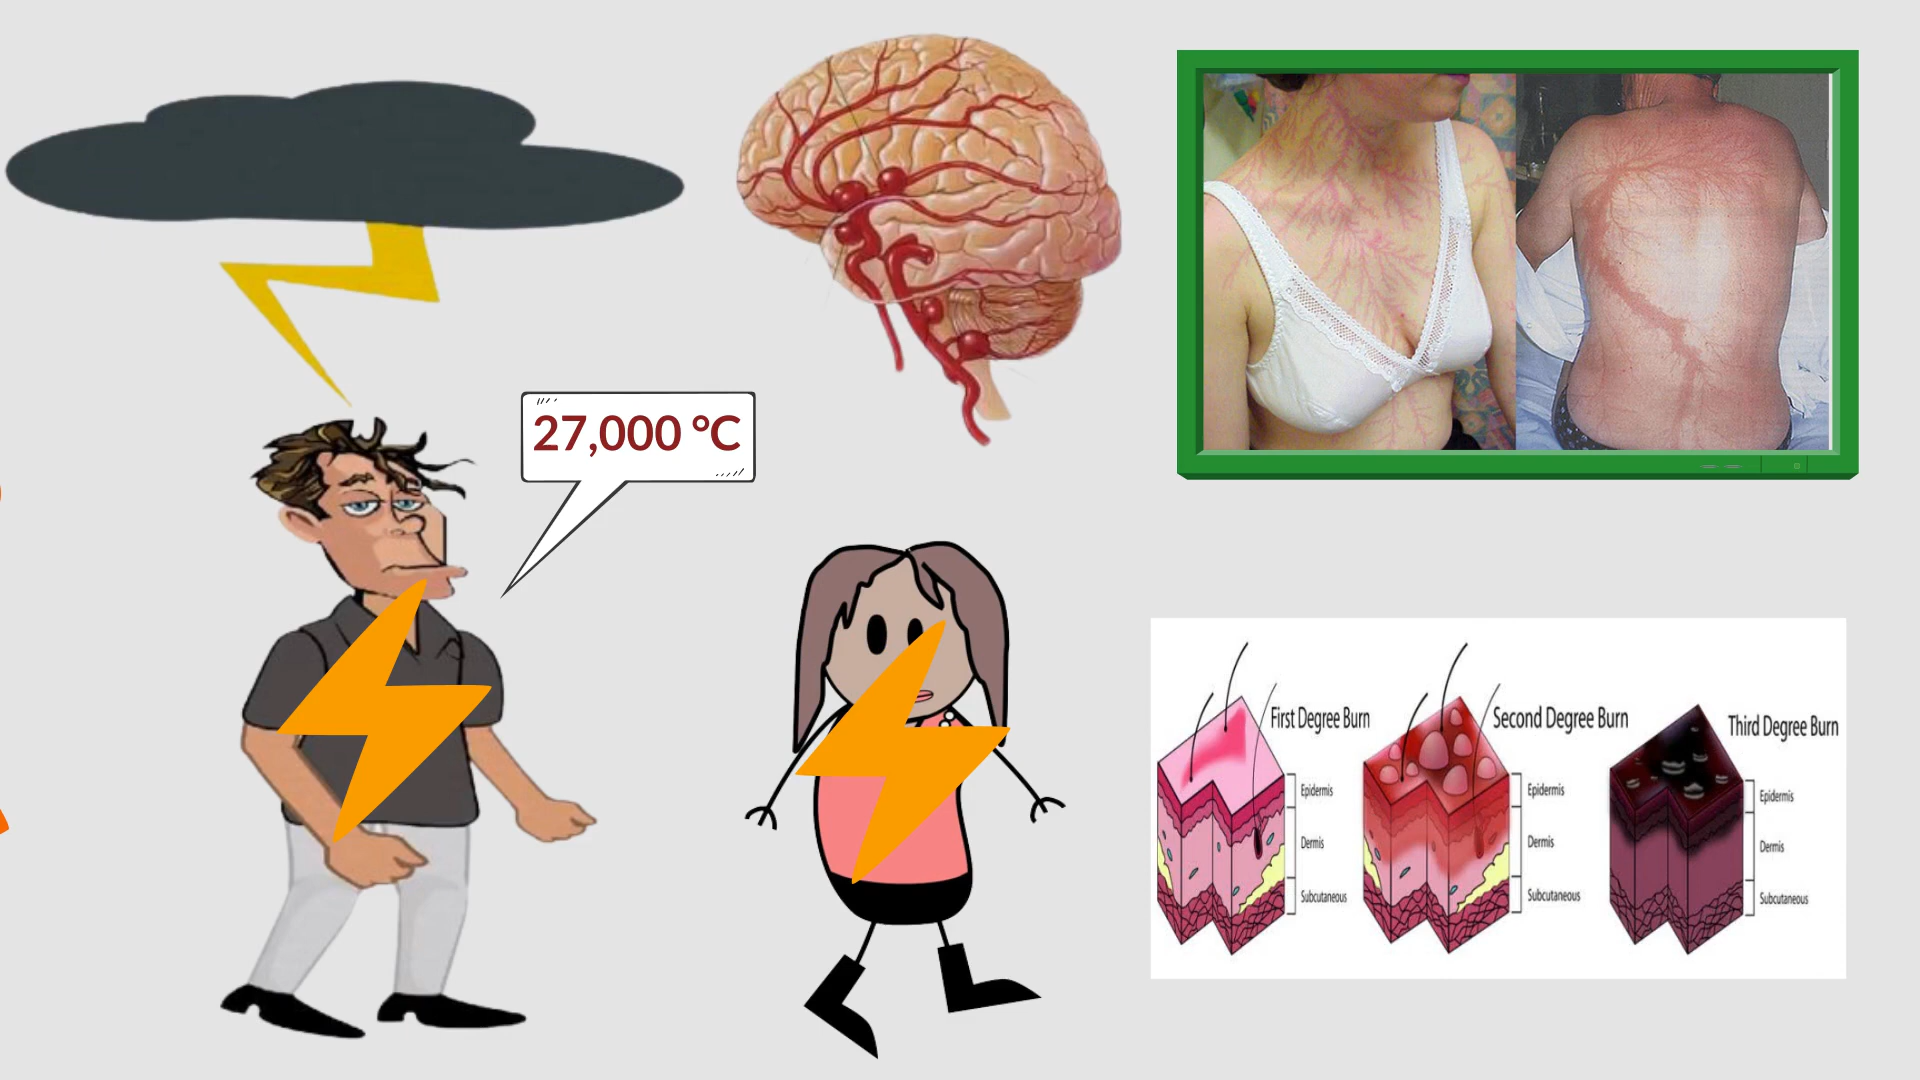 27,000 °C
First Degree Burn
Epidermis
Dermis
Subcutaneous
Second Degree Burn
Epidermis
Dermis
Subcutaneous
Third Degree Burn
Epidermis
Dermis
Subcutaneous